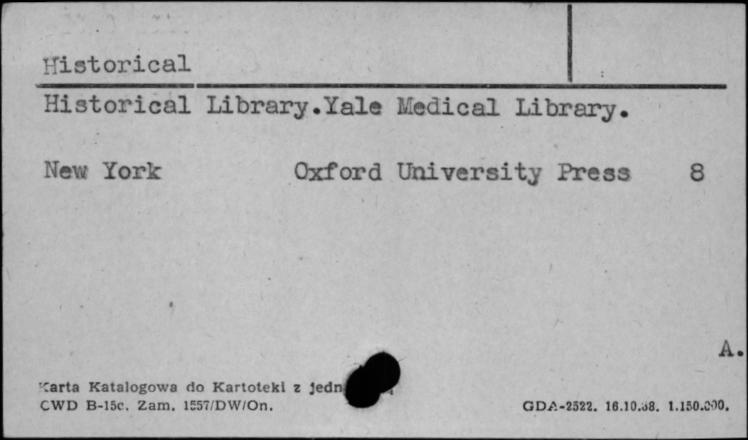 Historical
Historical Library.Yale Medical Library.
New York Oxford University Press 8
A.
Karta Katalogowa do Kartoteki z
CWD B-15c. Zam. 1557/DW/On. GDA-2522. 16.10.58. 1.150.000.